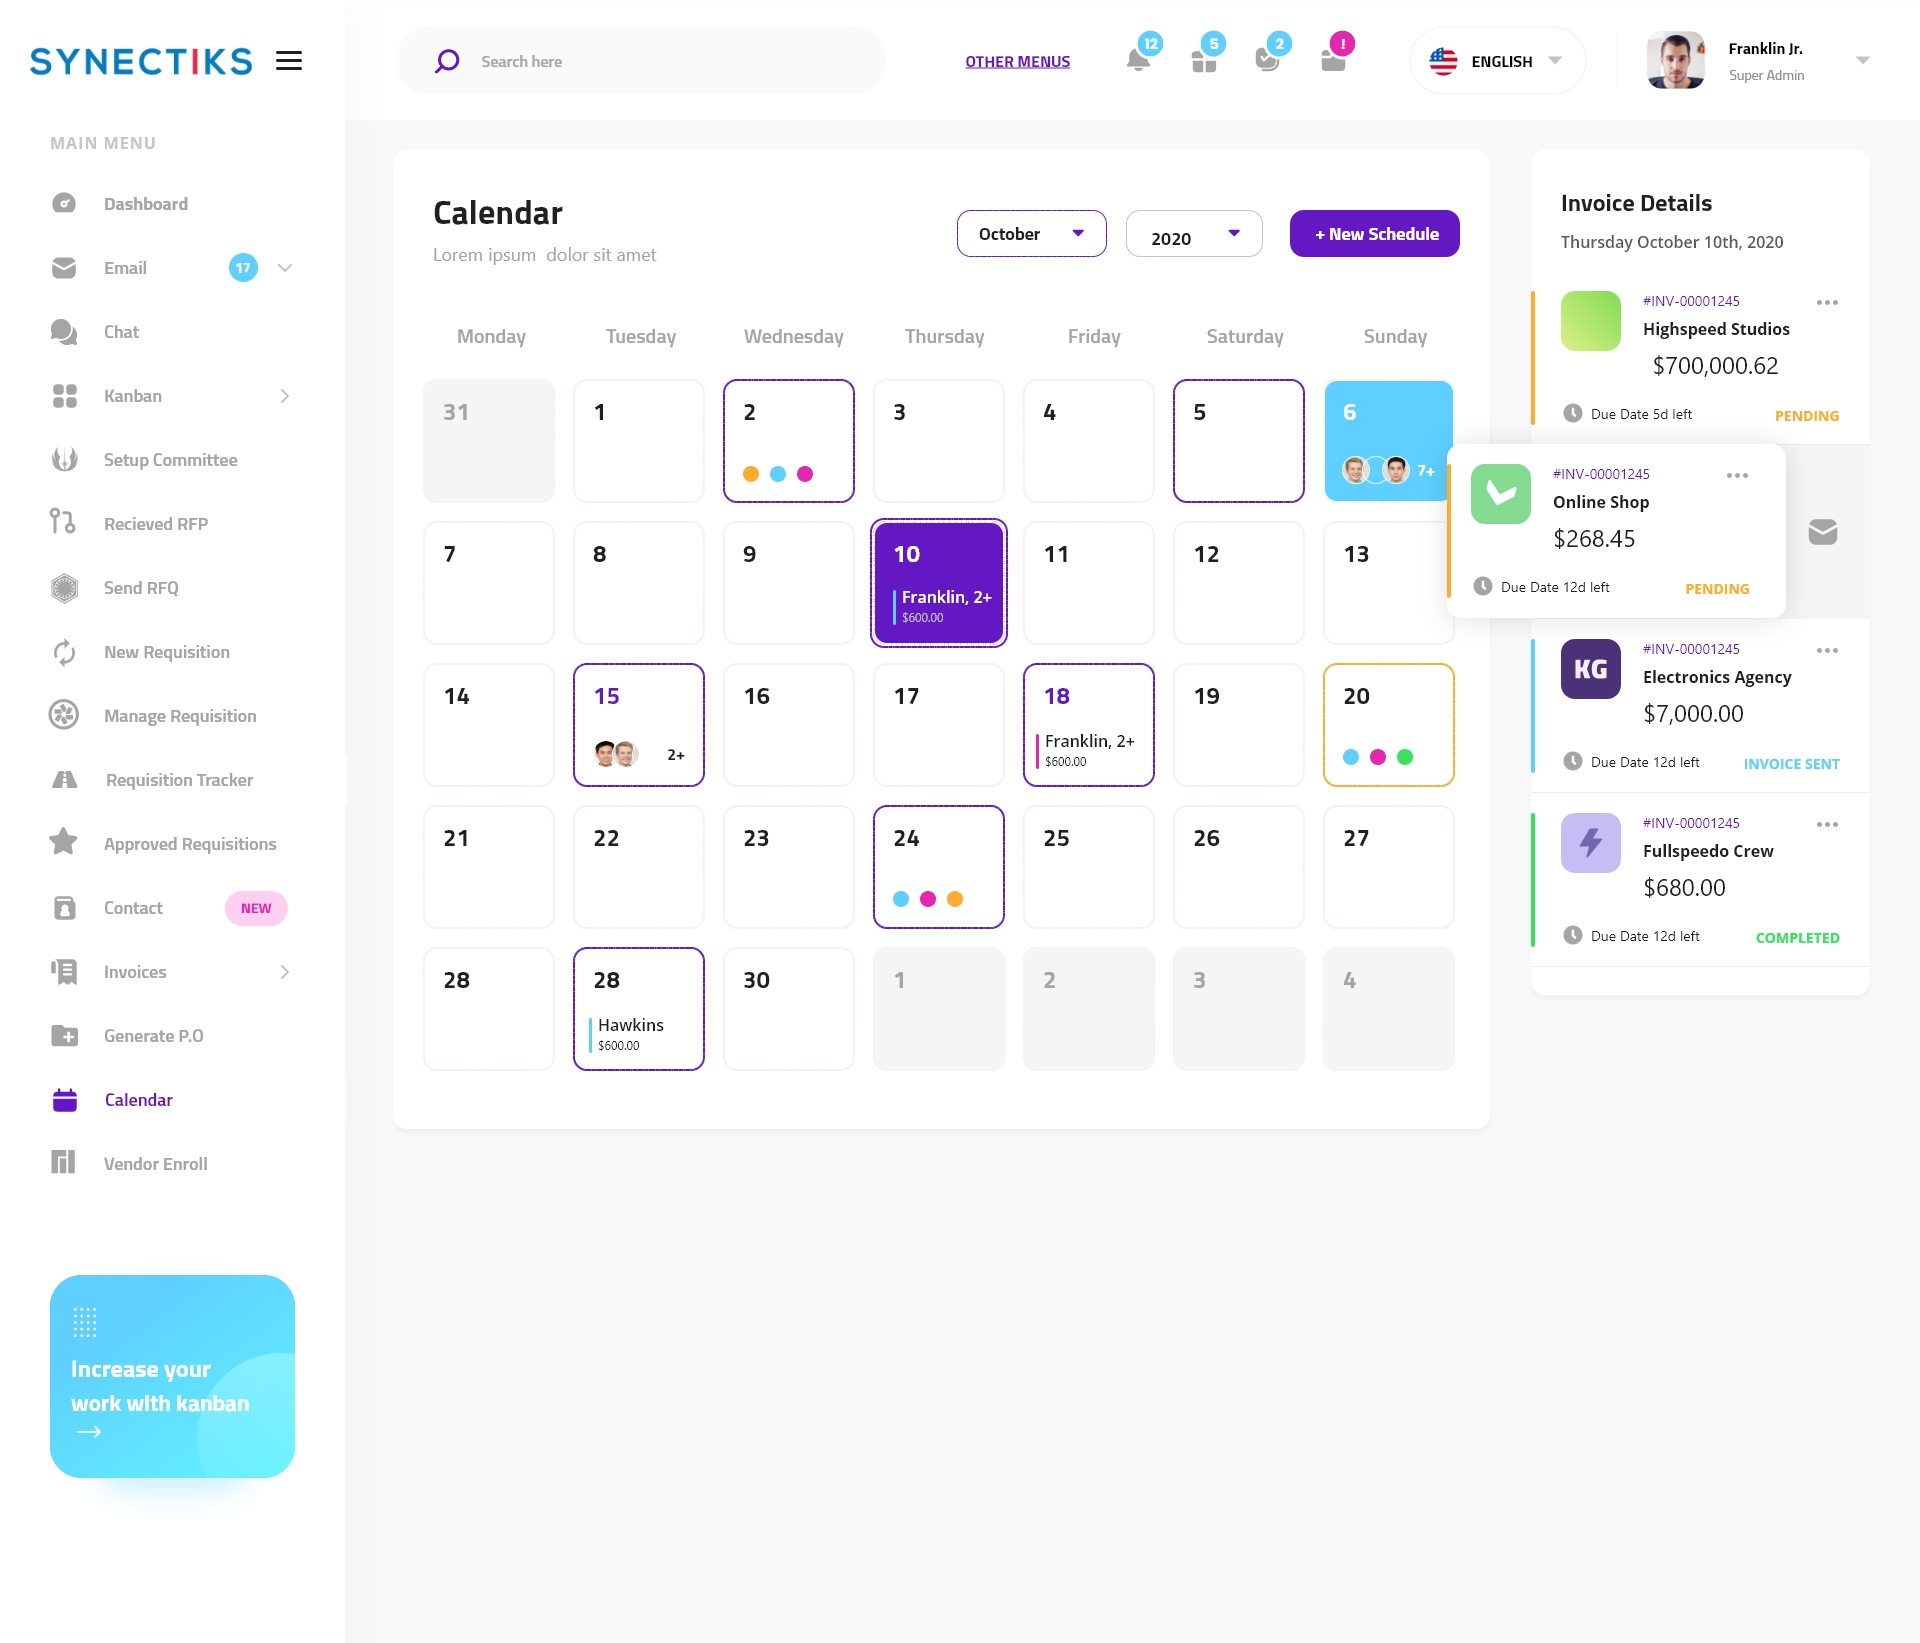 SYNECTIKS
Search here
OTHER MENUS
12
5
2
!
ENGLISH
Franklin Jr.
Super Admin
MAIN MENU
Dashboard
Email
17
Chat
Kanban
Setup Committee
Recieved RFP
Send RFQ
New Requisition
Manage Requisition
Requisition Tracker
Approved Requisitions
Contact
NEW
Invoices
Generate P.O
Calendar
Vendor Enroll
Increase your
work with kanban
Calendar
Lorem ipsum dolor sit amet
October
2020
+ New Schedule
Monday Tuesday Wednesday Thursday Friday Saturday Sunday
31 1 2 3 4 5 6
7+
7 8 9 10 11 12 13
Franklin, 2+
$600.00
14 15 16 17 18 19 20
2+
Franklin, 2+
$600.00
21 22 23 24 25 26 27
28 28 30 1 2 3 4
Hawkins
$600.00
Invoice Details
Thursday October 10th, 2020
#INV-00001245
Highspeed Studios
$700,000.62
Due Date 5d left
PENDING
#INV-00001245
Online Shop
$268.45
Due Date 12d left
PENDING
KG
#INV-00001245
Electronics Agency
$7,000.00
Due Date 12d left
INVOICE SENT
#INV-00001245
Fullspeedo Crew
$680.00
Due Date 12d left
COMPLETED